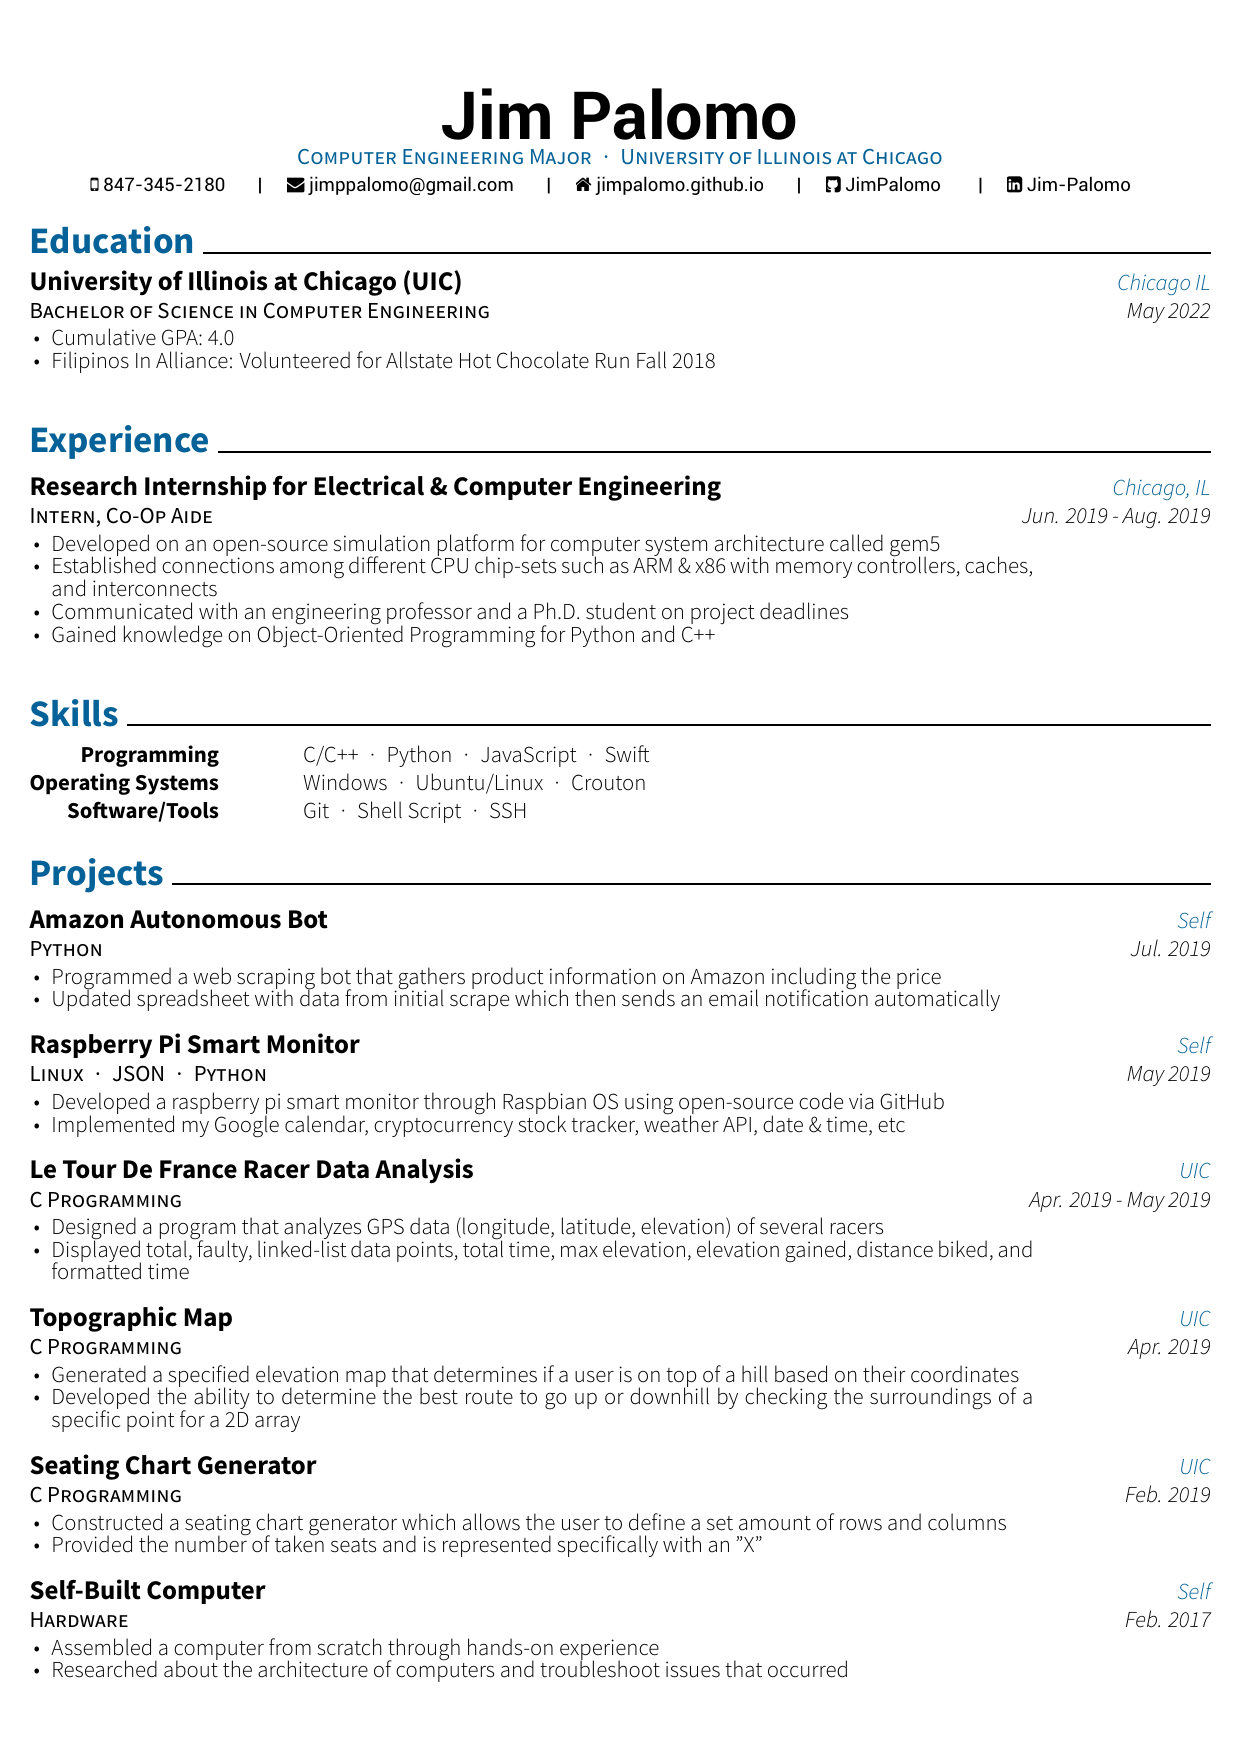 Jim Palomo
Computer Engineering Major · University of Illinois at Chicago
847-345-2180 | jimppalomo@gmail.com | jimpalomo.github.io | JimPalomo | Jim-Palomo
Education
University of Illinois at Chicago (UIC) Chicago IL
Bachelor of Science in Computer Engineering May 2022
• Cumulative GPA: 4.0
• Filipinos In Alliance: Volunteered for Allstate Hot Chocolate Run Fall 2018
Experience
Research Internship for Electrical & Computer Engineering Chicago, IL
Intern, Co-Op Aide Jun. 2019 - Aug. 2019
• Developed on an open-source simulation platform for computer system architecture called gem5
• Established connections among different CPU chip-sets such as ARM & x86 with memory controllers, caches,
and interconnects
• Communicated with an engineering professor and a Ph.D. student on project deadlines
• Gained knowledge on Object-Oriented Programming for Python and C++
Skills
Programming C/C++ · Python · JavaScript · Swift
Operating Systems Windows · Ubuntu/Linux · Crouton
Software/Tools Git · Shell Script · SSH
Projects
Amazon Autonomous Bot Self
Python Jul. 2019
• Programmed a web scraping bot that gathers product information on Amazon including the price
• Updated spreadsheet with data from initial scrape which then sends an email notification automatically
Raspberry Pi Smart Monitor Self
Linux · JSON · Python May 2019
• Developed a raspberry pi smart monitor through Raspbian OS using open-source code via GitHub
• Implemented my Google calendar, cryptocurrency stock tracker, weather API, date & time, etc
Le Tour De France Racer Data Analysis UIC
C Programming Apr. 2019 - May 2019
• Designed a program that analyzes GPS data (longitude, latitude, elevation) of several racers
• Displayed total, faulty, linked-list data points, total time, max elevation, elevation gained, distance biked, and
formatted time
Topographic Map UIC
C Programming Apr. 2019
• Generated a specified elevation map that determines if a user is on top of a hill based on their coordinates
• Developed the ability to determine the best route to go up or downhill by checking the surroundings of a
specific point for a 2D array
Seating Chart Generator UIC
C Programming Feb. 2019
• Constructed a seating chart generator which allows the user to define a set amount of rows and columns
• Provided the number of taken seats and is represented specifically with an ”X”
Self-Built Computer Self
Hardware Feb. 2017
• Assembled a computer from scratch through hands-on experience
• Researched about the architecture of computers and troubleshoot issues that occurred